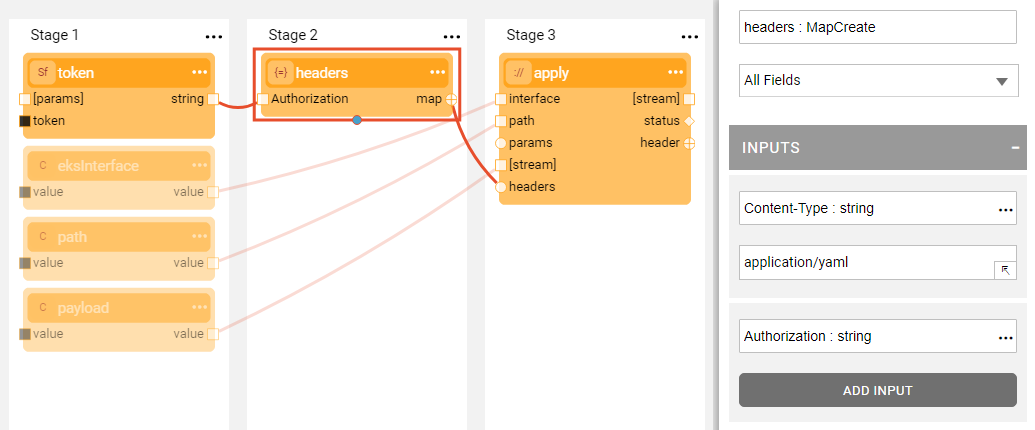 Stage 1
...
Sf
token
...
[params]
string
token
C
eksInterface
...
value
value
C
path
...
value
value
C
payload
...
value
value
Stage 2
...
{=}
headers
...
Authorization
map
Stage 3
...
://
apply
...
interface
[stream]
path
status
params
header
[stream]
headers
headers : MapCreate
All Fields
INPUTS
–
Content-Type : string
...
application/yaml
Authorization : string
...
ADD INPUT